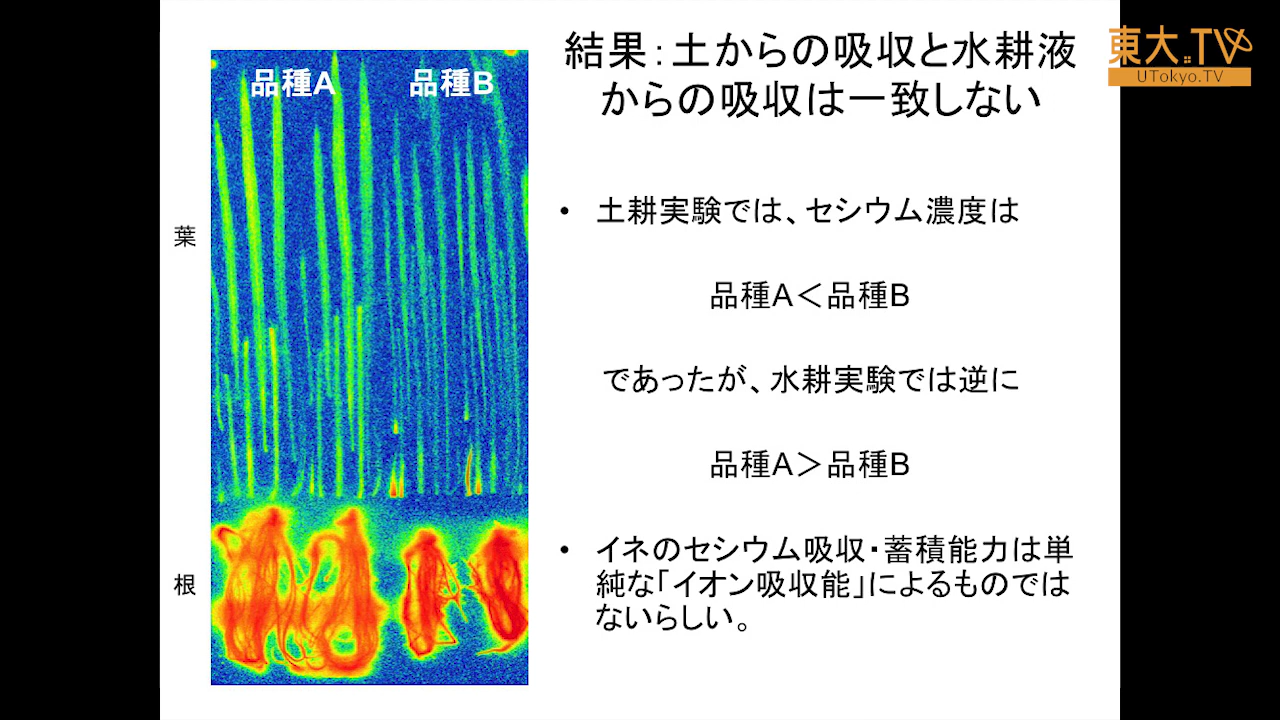 結果：土からの吸収と水耕液
からの吸収は一致しない
東大.TV
UTokyo.TV
品種A
品種B
葉
根
• 土耕実験では、セシウム濃度は
品種A＜品種B
であったが、水耕実験では逆に
品種A＞品種B
• イネのセシウム吸収・蓄積能力は単
純な「イオン吸収能」によるものでは
ないらしい。